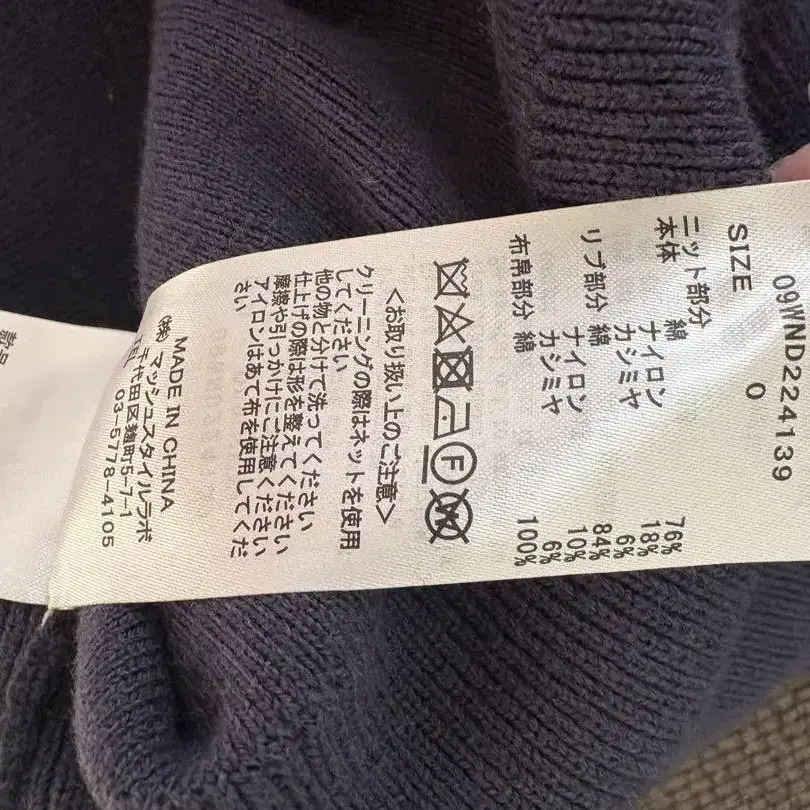 09WND224139
SIZE 0
ニット部分
本体 綿 76%
ナイロン 18%
カシミヤ 6%
リブ部分 綿 84%
ナイロン 10%
カシミヤ 6%
布帛部分 綿 100%
F W
<お取り扱い上のご注意>
クリーニングの際はネットを使用
してください
他の物と分けて洗ってください
仕上げの際は形を整えてください
摩擦や引っかけにご注意ください
アイロンはあて布を使用してくだ
さい
MADE IN CHINA
(株)マッシュスタイルラボ
千代田区麹町5-7-1
TEL 03-5778-4105